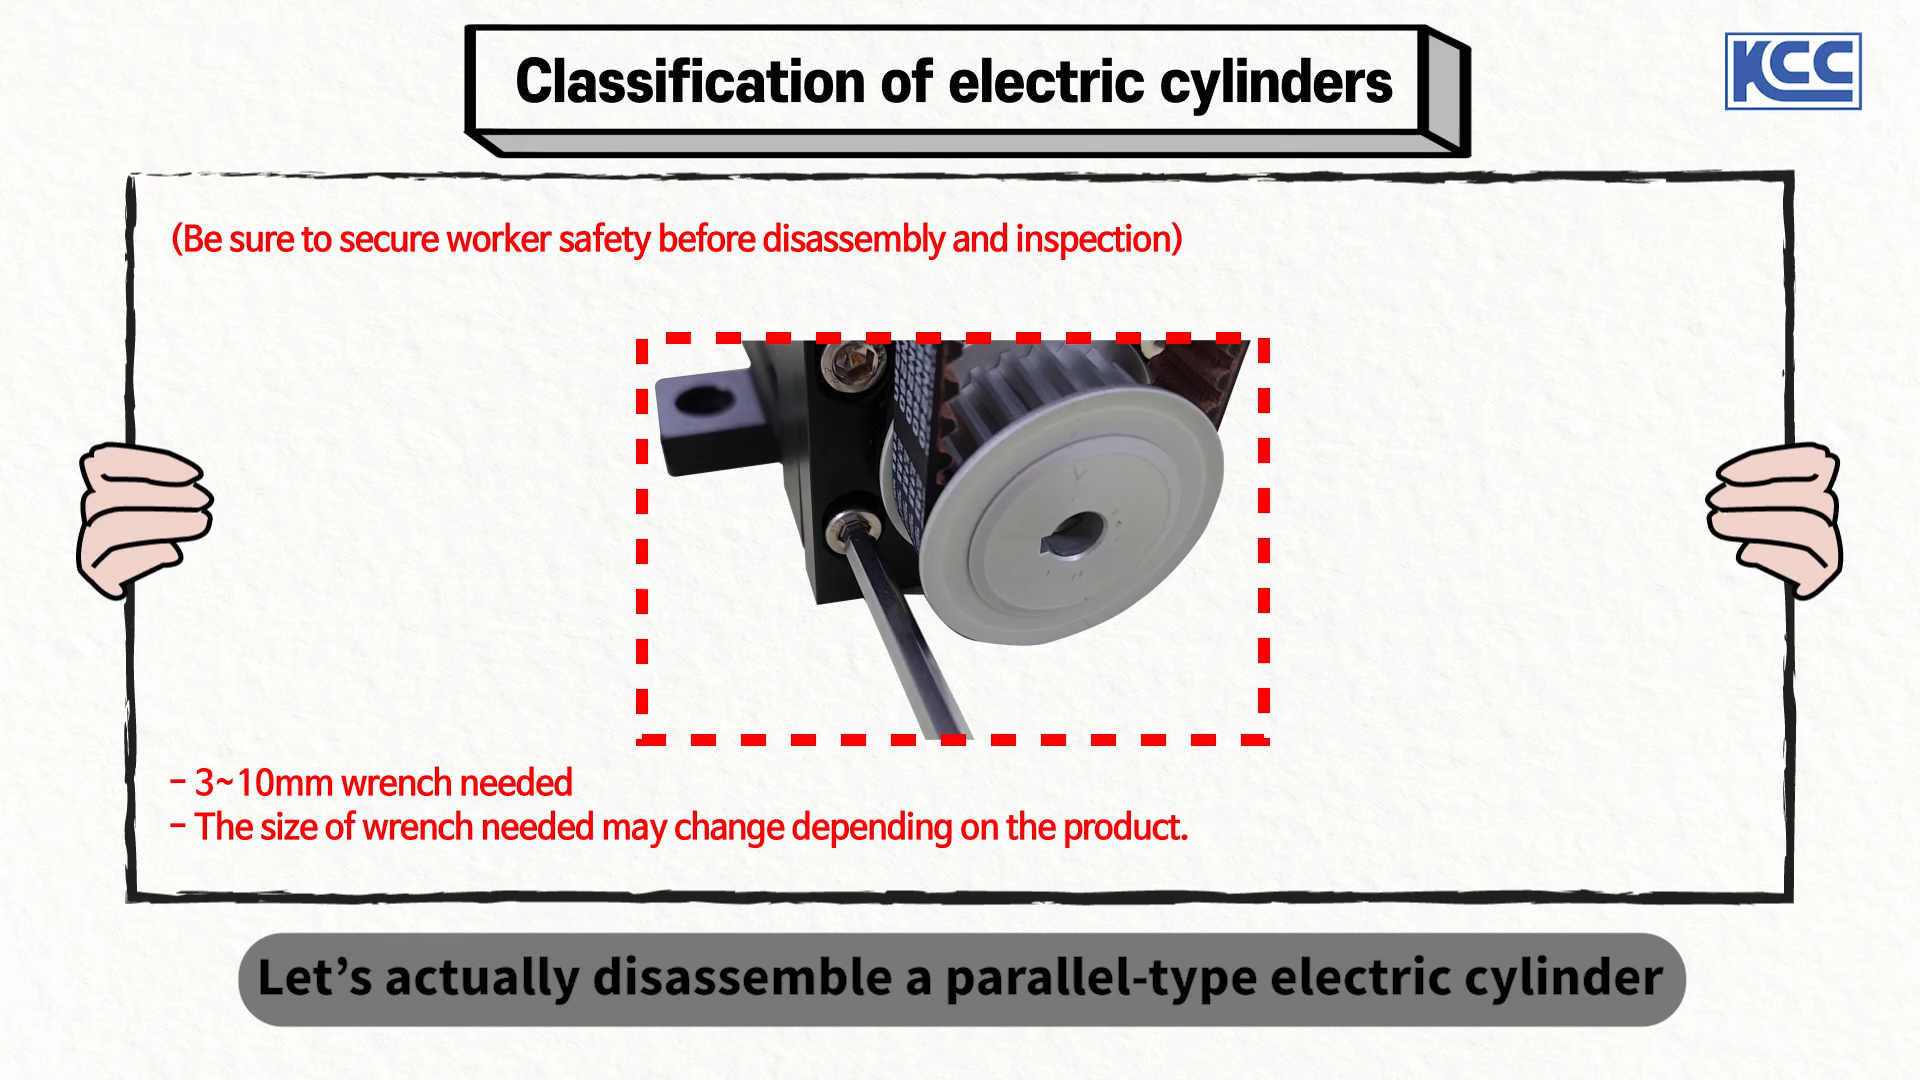 Classification of electric cylinders
KCC
(Be sure to secure worker safety before disassembly and inspection)
- 3~10mm wrench needed
- The size of wrench needed may change depending on the product.
Let’s actually disassemble a parallel-type electric cylinder